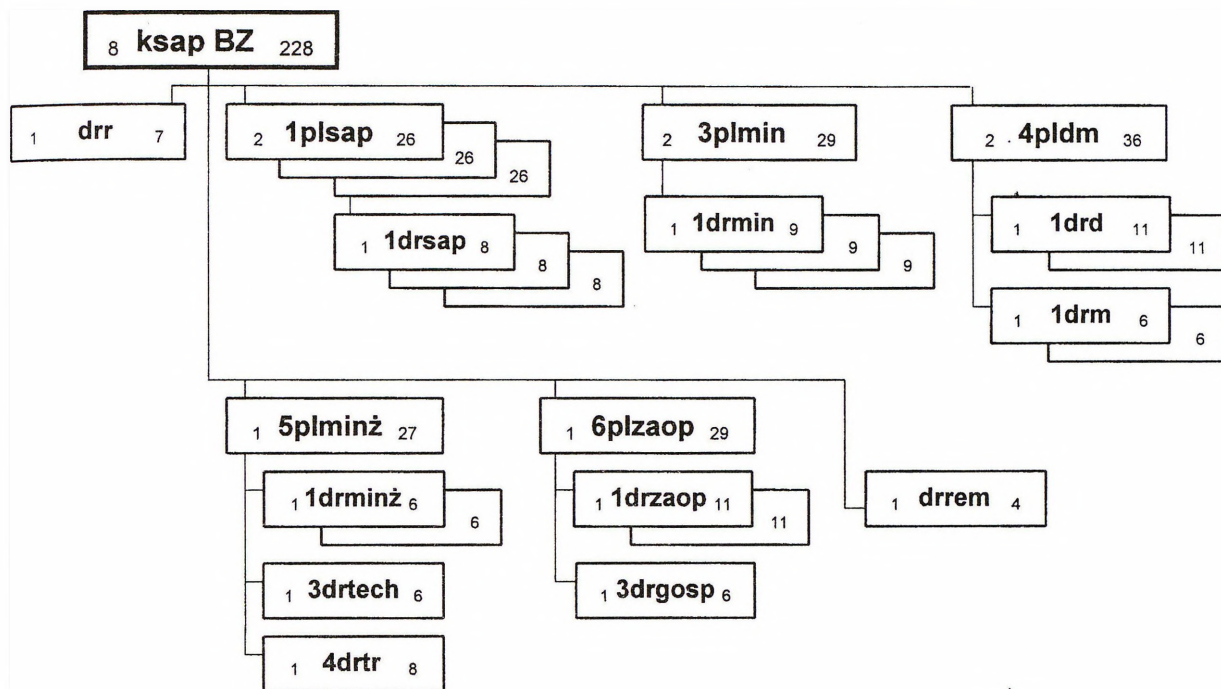 8 ksap BZ 228
1 drr 7
2 1plsap 26
26
26
1 1drsap 8
8
8
2 3plmin 29
1 1drmin 9
9
9
2 4pldm 36
1 1drd 11
11
1 1drm 6
6
1 5plminż 27
1 1drminż 6
6
1 3drtech 6
1 4drtr 8
1 6plzaop 29
1 1drzaop 11
11
1 3drgosp 6
1 drrem 4